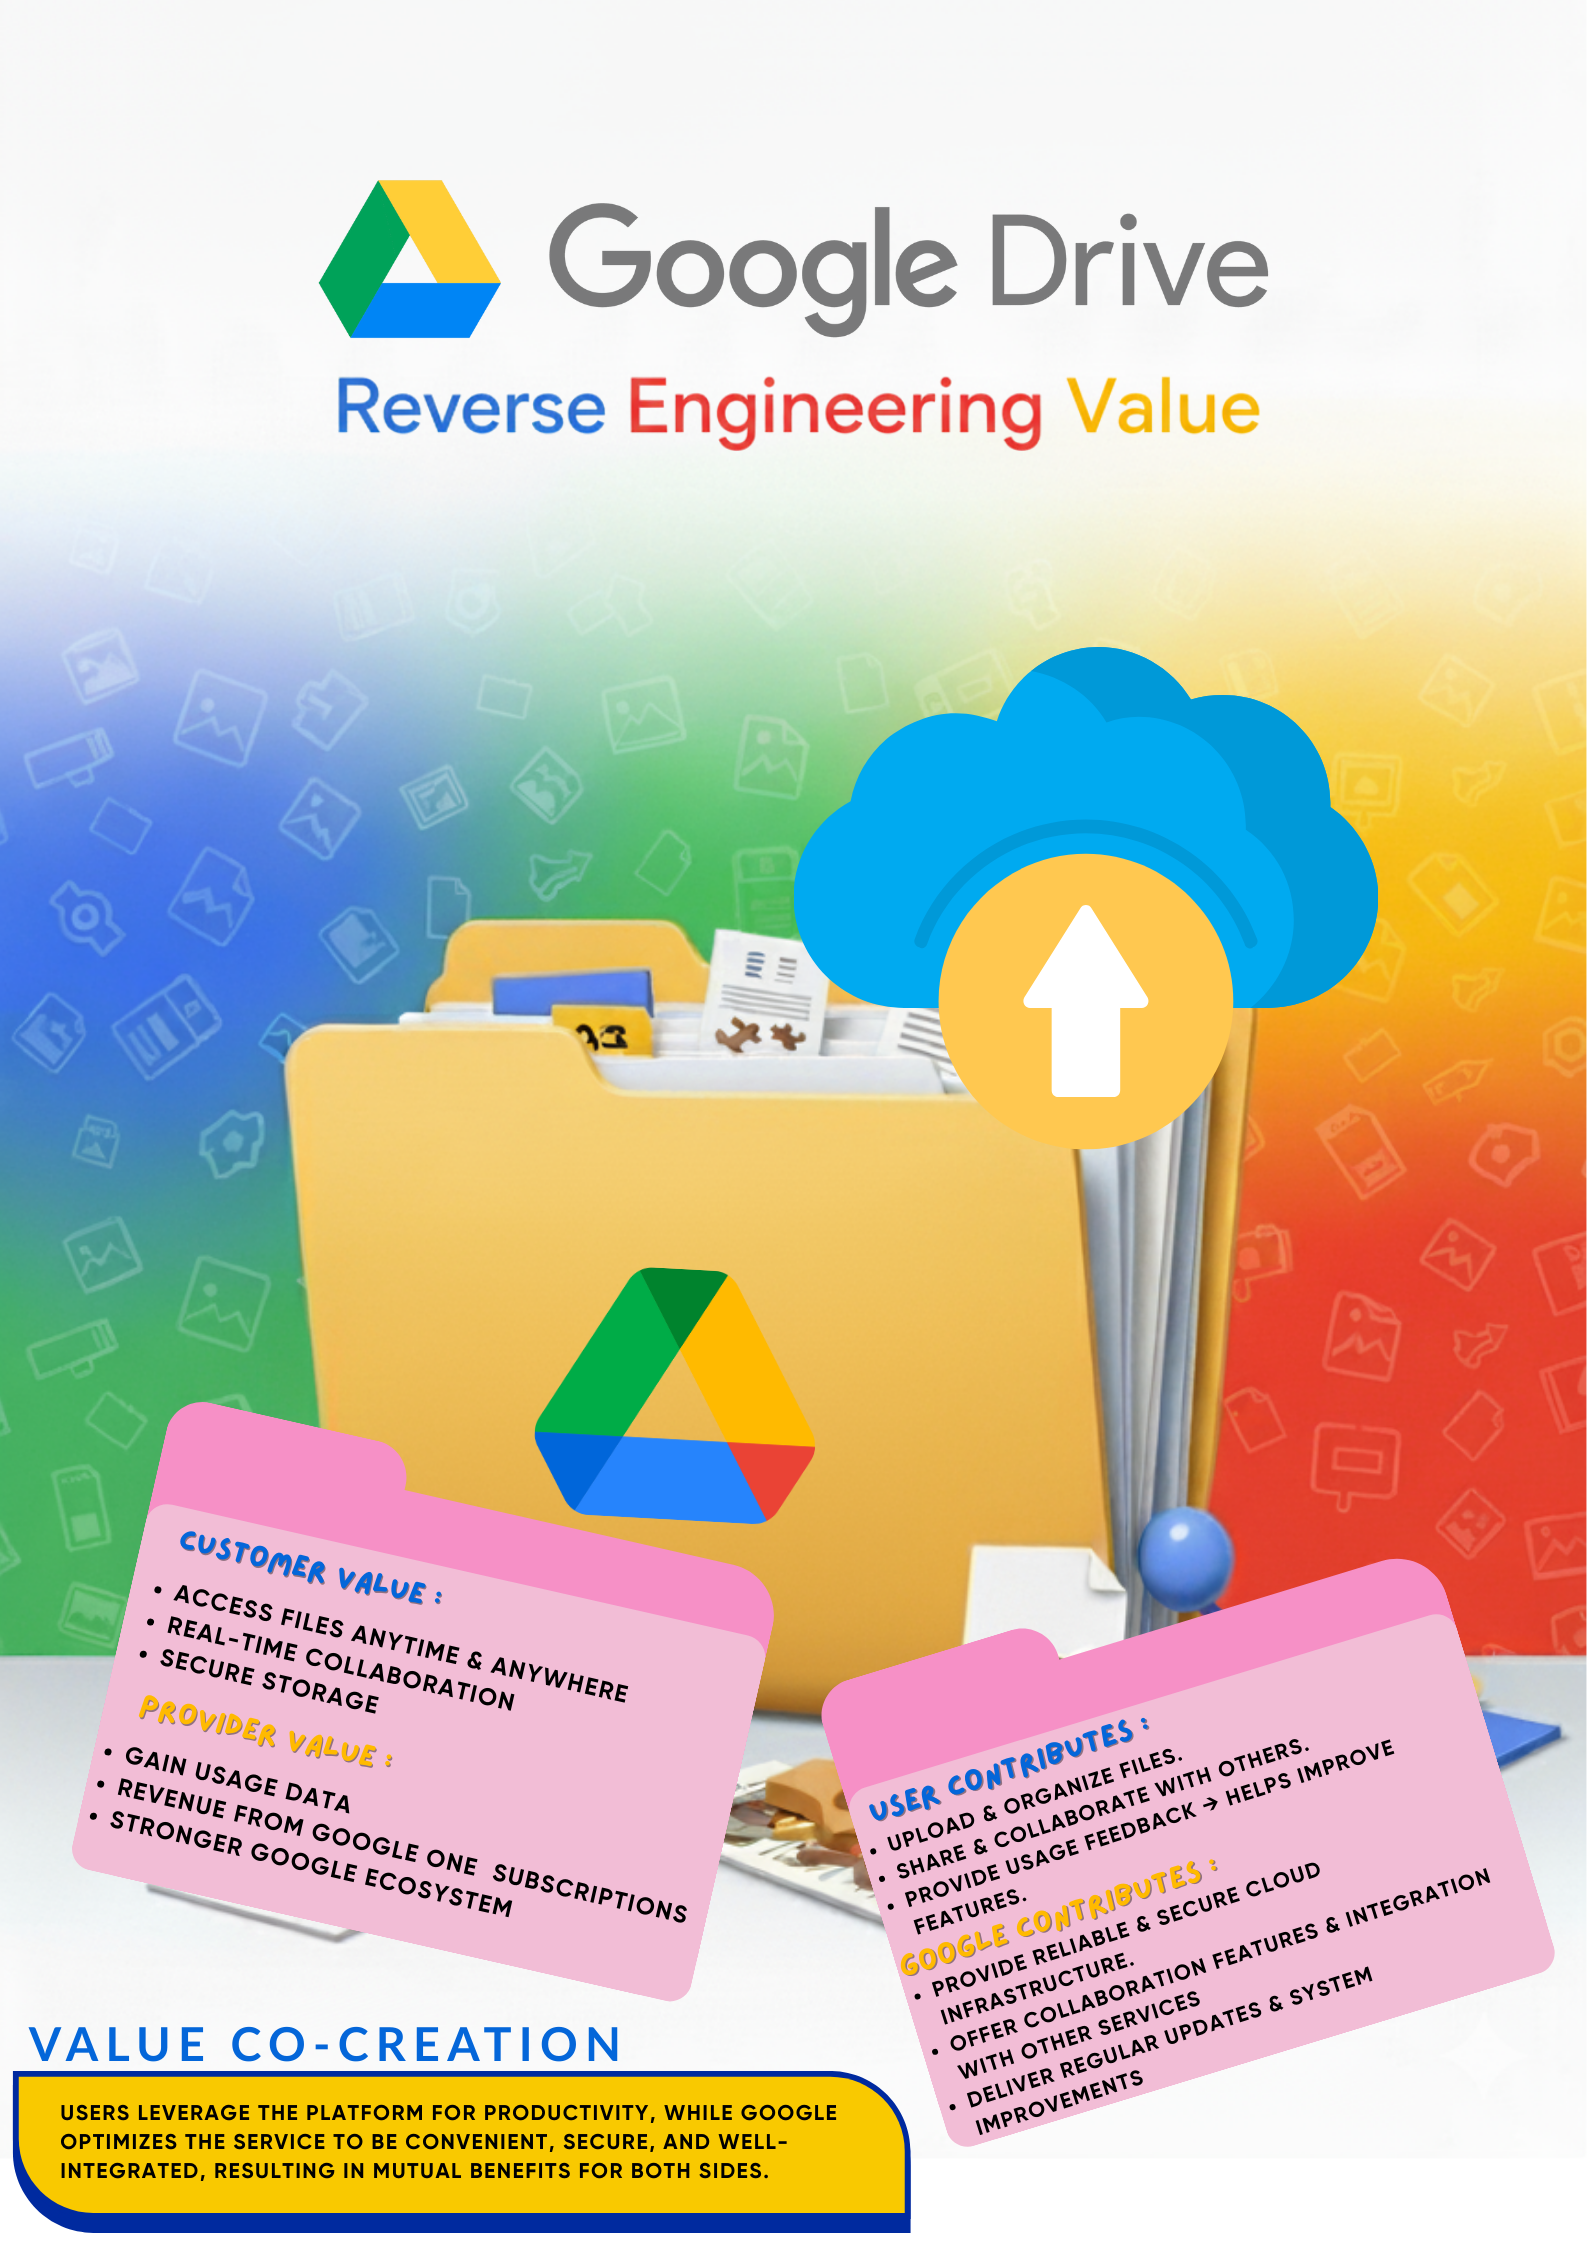 Google Drive
Reverse Engineering Value
CUSTOMER VALUE :
• ACCESS FILES ANYTIME & ANYWHERE
• REAL-TIME COLLABORATION
• SECURE STORAGE
PROVIDER VALUE :
• GAIN USAGE DATA
• REVENUE FROM GOOGLE ONE SUBSCRIPTIONS
• STRONGER GOOGLE ECOSYSTEM
USER CONTRIBUTES :
• UPLOAD & ORGANIZE FILES.
• SHARE & COLLABORATE WITH OTHERS.
• PROVIDE USAGE FEEDBACK → HELPS IMPROVE
FEATURES.
GOOGLE CONTRIBUTES :
• PROVIDE RELIABLE & SECURE CLOUD
INFRASTRUCTURE.
• OFFER COLLABORATION FEATURES & INTEGRATION
WITH OTHER SERVICES
• DELIVER REGULAR UPDATES & SYSTEM
IMPROVEMENTS
VALUE CO-CREATION
USERS LEVERAGE THE PLATFORM FOR PRODUCTIVITY, WHILE GOOGLE
OPTIMIZES THE SERVICE TO BE CONVENIENT, SECURE, AND WELL-
INTEGRATED, RESULTING IN MUTUAL BENEFITS FOR BOTH SIDES.